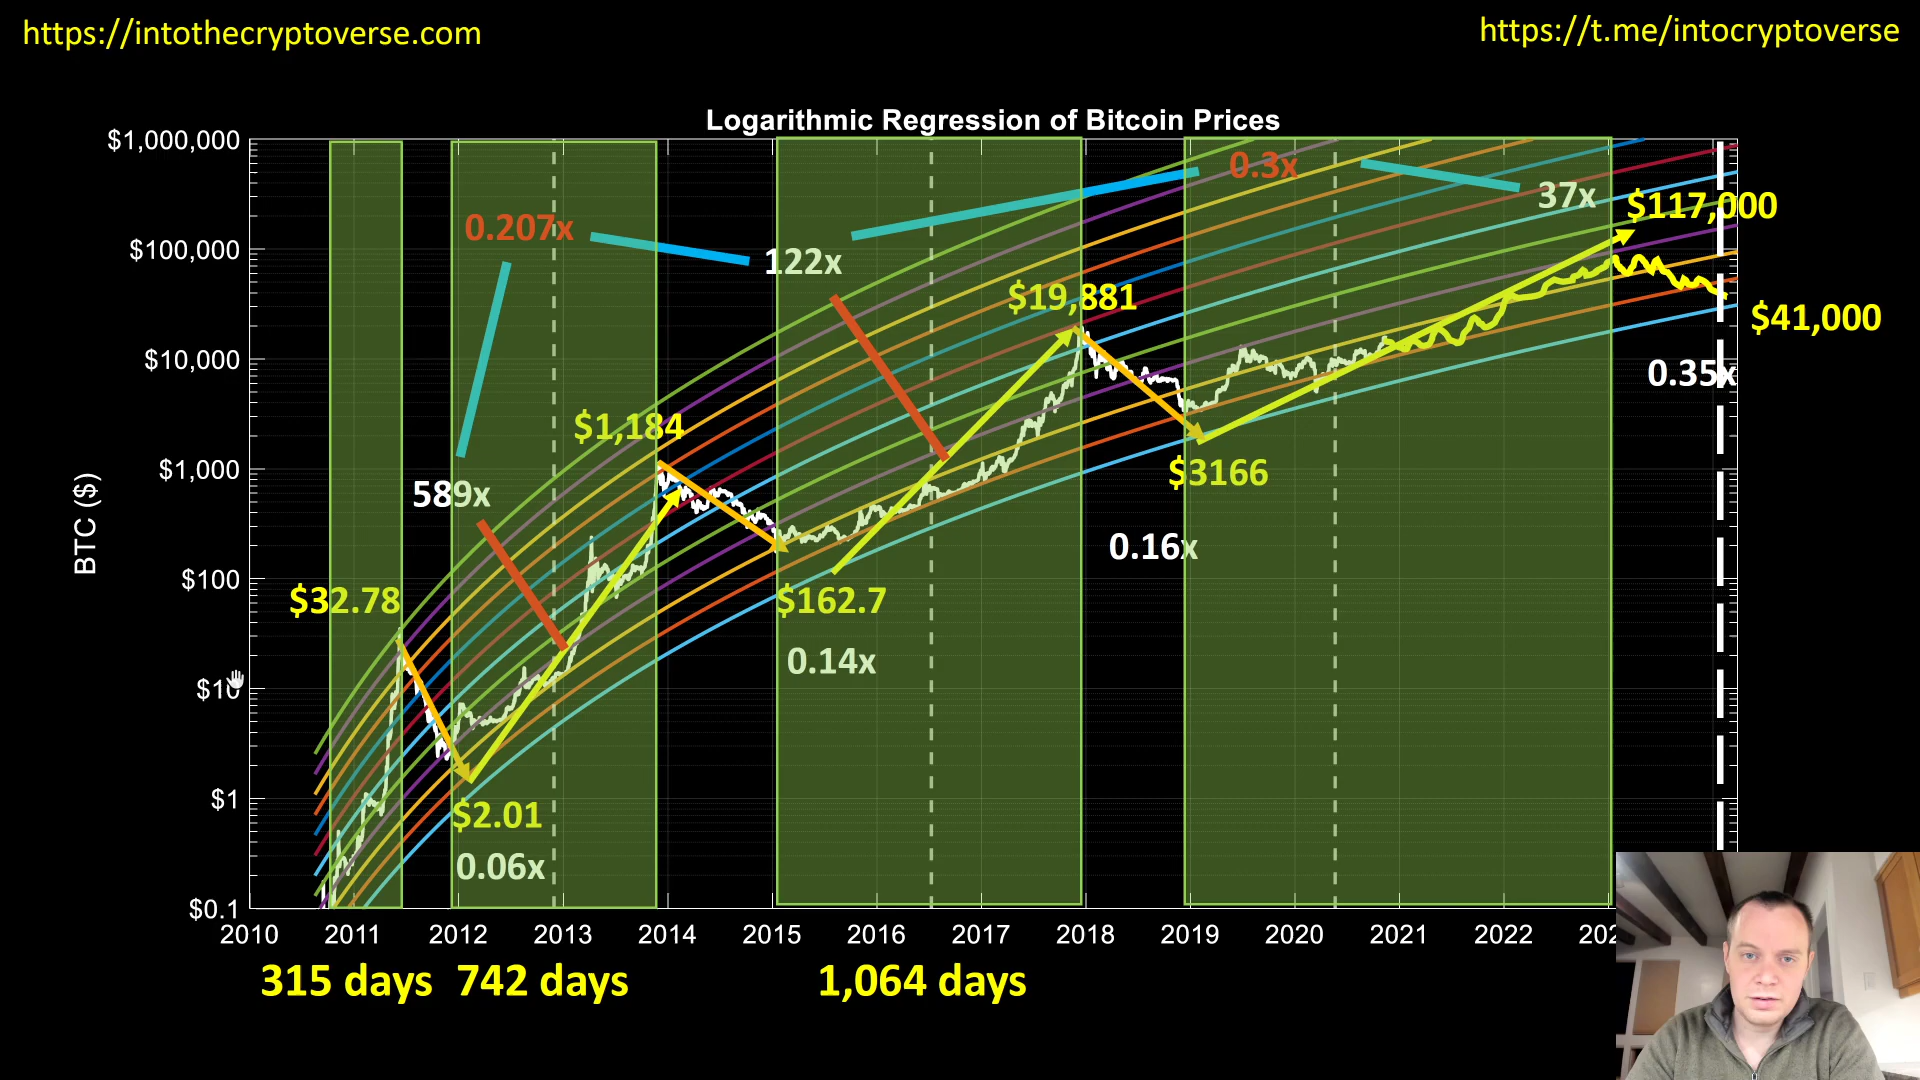 https://intothecryptoverse.com
https://t.me/intocryptoverse
Logarithmic Regression of Bitcoin Prices
$1,000,000
$100,000
$10,000
$1,000
$100
$10
$1
$0.1
BTC ($)
0.207x
0.3x
37x
$117,000
122x
$19,881
$41,000
0.35x
$1,184
$3166
589x
0.16x
$32.78
$162.7
0.14x
$2.01
0.06x
2010 2011 2012 2013 2014 2015 2016 2017 2018 2019 2020 2021 2022
315 days 742 days 1,064 days